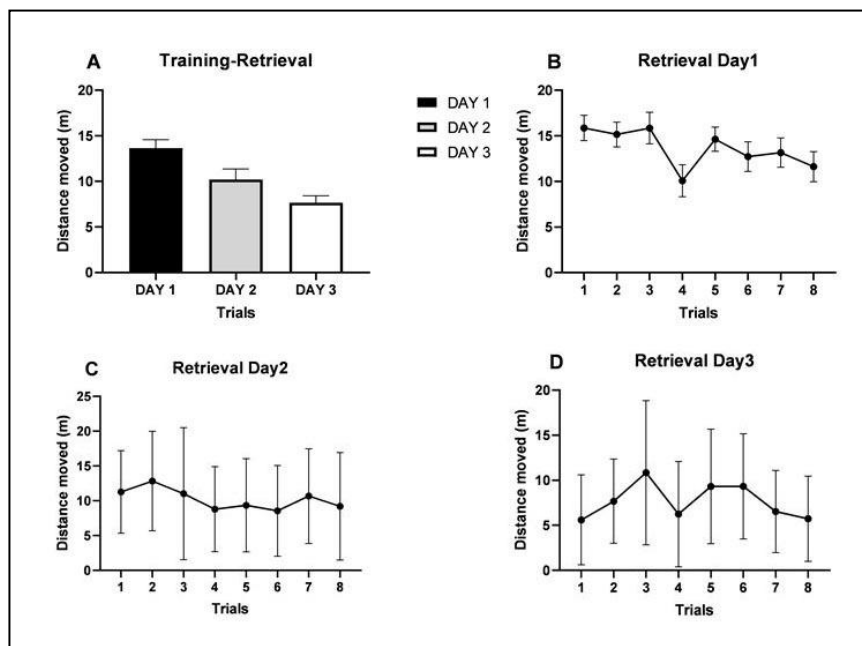 A
Training-Retrieval
Distance moved (m)
20
15
10
5
0
DAY 1 DAY 2 DAY 3
Trials
DAY 1
DAY 2
DAY 3
B
Retrieval Day1
Distance moved (m)
20
15
10
5
0
1 2 3 4 5 6 7 8
Trials
C
Retrieval Day2
Distance moved (m)
25
20
15
10
5
0
1 2 3 4 5 6 7 8
Trials
D
Retrieval Day3
Distance moved (m)
20
15
10
5
0
1 2 3 4 5 6 7 8
Trials